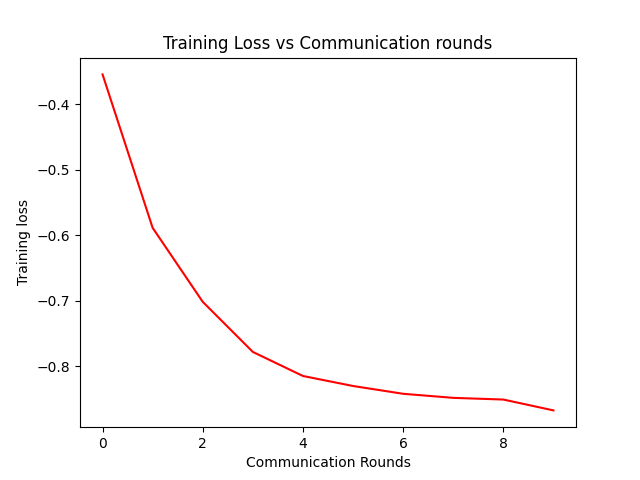 Training Loss vs Communication rounds
−0.4
−0.5
−0.6
−0.7
−0.8
Training loss
0 2 4 6 8
Communication Rounds